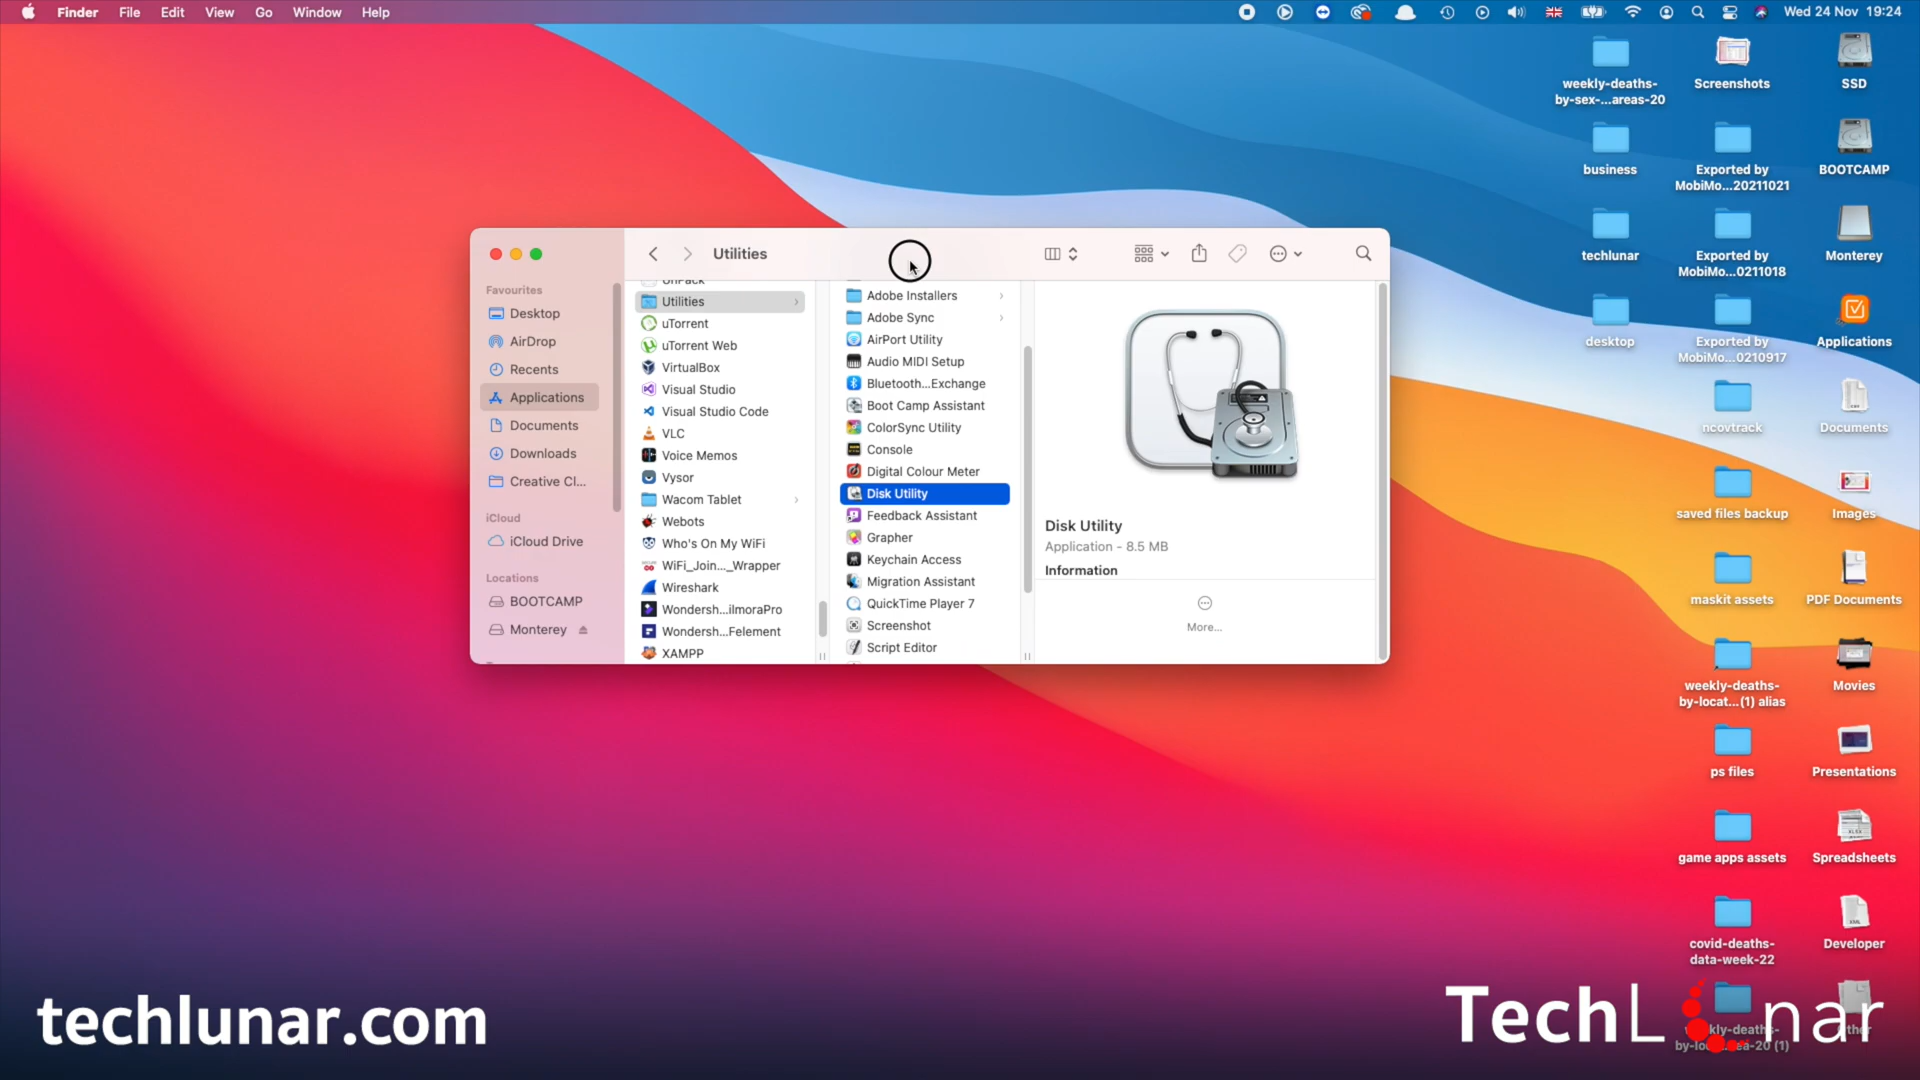 Finder File Edit View Go Window Help
Wed 24 Nov 19:24
weekly-deaths-
by-sex-...areas-20
Screenshots
SSD
business
Exported by
MobiMo...20211021
BOOTCAMP
techlunar
Exported by
MobiMo...0211018
Monterey
desktop
Exported by
MobiMo...0210917
Applications
ncovtrack
Documents
saved files backup
Images
maskit assets
PDF Documents
weekly-deaths-
by-locat...(1) alias
Movies
ps files
Presentations
game apps assets
XLSX
Spreadsheets
covid-deaths-
data-week-22
XML
Developer
Utilities
Favourites
Desktop
AirDrop
Recents
Applications
Documents
Downloads
Creative Cl...
iCloud
iCloud Drive
Locations
BOOTCAMP
Monterey
UnPack
Utilities
uTorrent
uTorrent Web
VirtualBox
Visual Studio
Visual Studio Code
VLC
Voice Memos
Vysor
Wacom Tablet
Webots
Who's On My WiFi
WiFi_Join..._Wrapper
Wireshark
Wondersh...ilmoraPro
Wondersh...Felement
XAMPP
Adobe Installers
Adobe Sync
AirPort Utility
Audio MIDI Setup
Bluetooth...Exchange
Boot Camp Assistant
ColorSync Utility
Console
Digital Colour Meter
Disk Utility
Feedback Assistant
Grapher
Keychain Access
Migration Assistant
QuickTime Player 7
Screenshot
Script Editor
Disk Utility
Application - 8.5 MB
Information
More...
techlunar.com
TechLunar